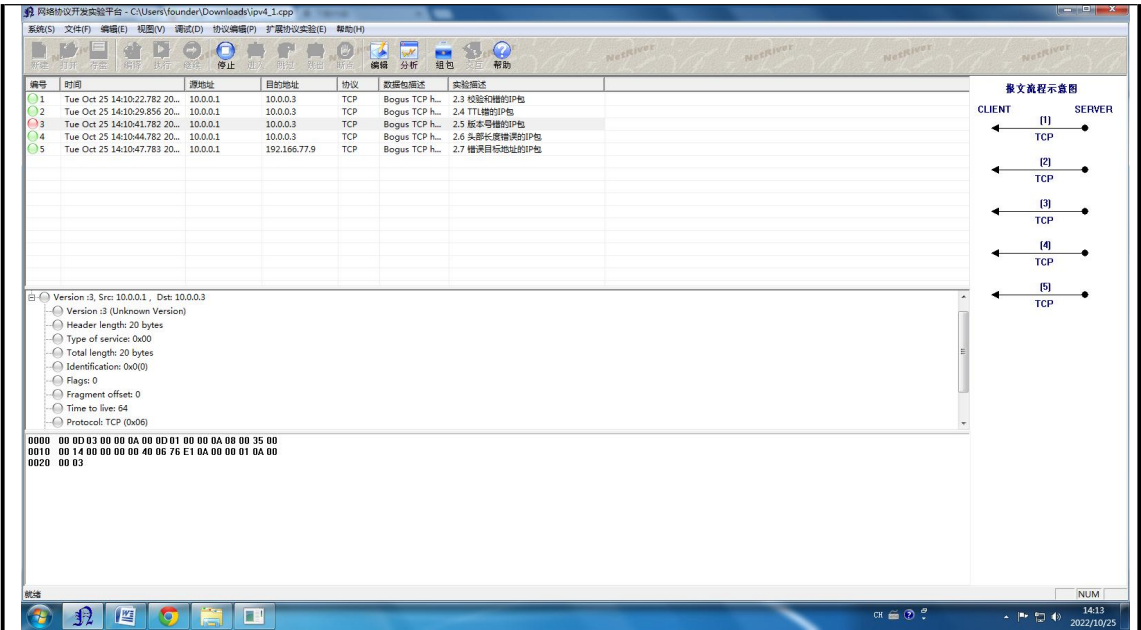 网络协议开发实验平台 - C:\Users\founder\Downloads\ipv4_1.cpp
系统(S) 文件(F) 编辑(E) 视图(V) 调试(D) 协议编辑(P) 扩展协议实验(E) 帮助(H)
新建 打开 存盘 编译 执行 继续 停止 进入 跳过 跳出 断点 编辑 分析 组包 交互 帮助
NetRiver NetRiver NetRiver NetRiver
编号 时间 源地址 目的地址 协议 数据包描述 实验描述
1 Tue Oct 25 14:10:22.782 20... 10.0.0.1 10.0.0.3 TCP Bogus TCP h... 2.3 校验和错的IP包
2 Tue Oct 25 14:10:29.856 20... 10.0.0.1 10.0.0.3 TCP Bogus TCP h... 2.4 TTL错的IP包
3 Tue Oct 25 14:10:41.782 20... 10.0.0.1 10.0.0.3 TCP Bogus TCP h... 2.5 版本号错的IP包
4 Tue Oct 25 14:10:44.782 20... 10.0.0.1 10.0.0.3 TCP Bogus TCP h... 2.6 头部长度错误的IP包
5 Tue Oct 25 14:10:47.783 20... 10.0.0.1 192.166.77.9 TCP Bogus TCP h... 2.7 错误目标地址的IP包
Version :3, Src: 10.0.0.1 , Dst: 10.0.0.3
Version :3 (Unknown Version)
Header length: 20 bytes
Type of service: 0x00
Total length: 20 bytes
Identification: 0x0(0)
Flags: 0
Fragment offset: 0
Time to live: 64
Protocol: TCP (0x06)
0000 00 0D 03 00 00 0A 00 0D 01 00 00 0A 08 00 35 00
0010 00 14 00 00 00 00 40 06 76 E1 0A 00 00 01 0A 00
0020 00 03
报文流程示意图
CLIENT SERVER
[1]
TCP
[2]
TCP
[3]
TCP
[4]
TCP
[5]
TCP
就绪 NUM
CH
14:13
2022/10/25